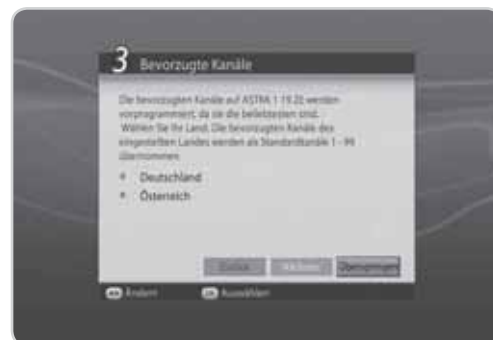 3 Bevorzugte Kanäle
Die bevorzugten Kanäle auf ASTRA 1 19.2E werden
vorprogrammiert, da sie die beliebtesten sind.
Wählen Sie Ihr Land. Die bevorzugten Kanäle des
eingestellten Landes werden als Standardkanäle 1 - 99
übernommen.
Deutschland
Österreich
Zurück Nächster Überspringen
Ändern Auswählen